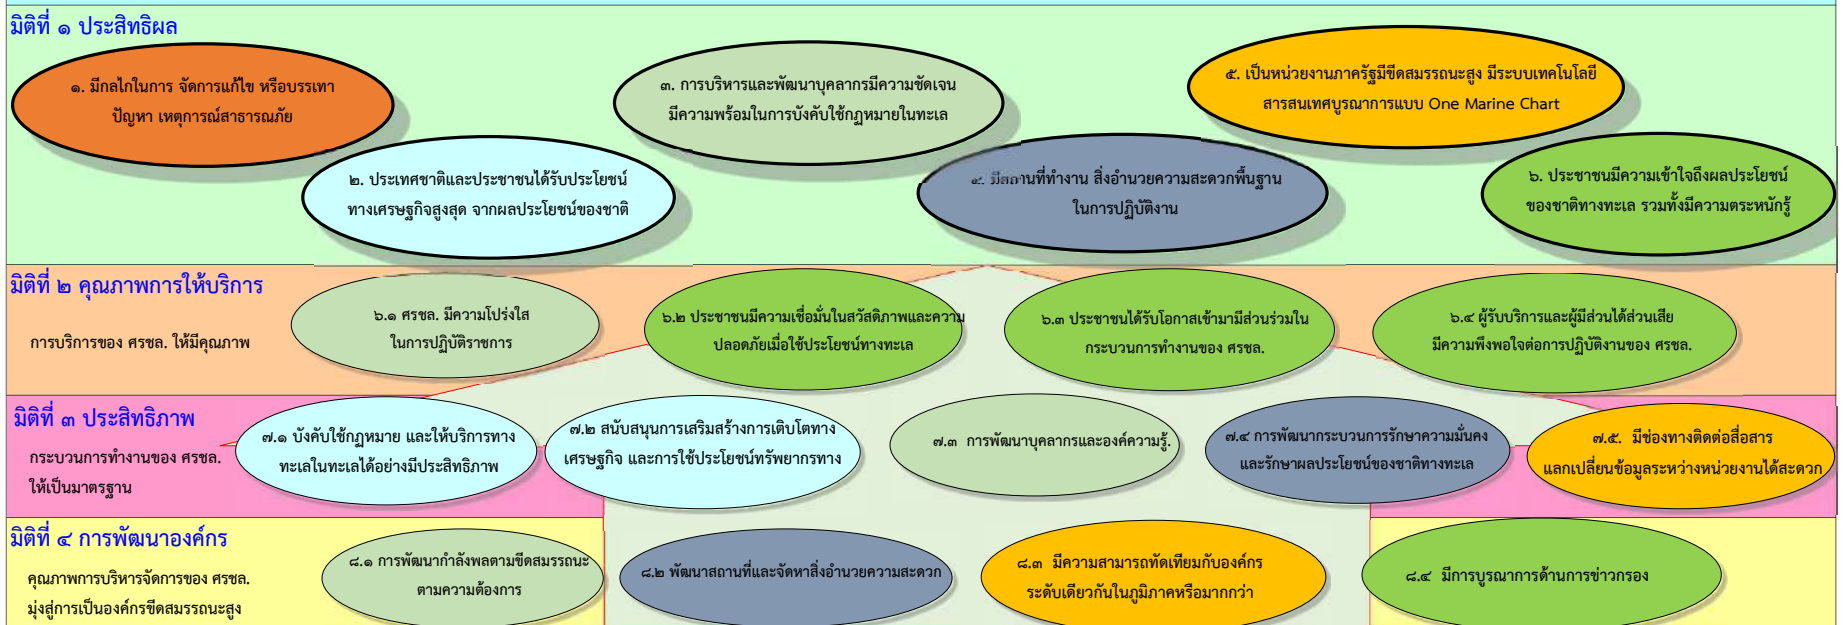 มิติที่ ๑ ประสิทธิผล
๑. มีกลไกในการ จัดการแก้ไข หรือบรรเทา
ปัญหา เหตุการณ์สาธารณภัย
๒. ประเทศชาติและประชาชนได้รับประโยชน์
ทางเศรษฐกิจสูงสุด จากผลประโยชน์ของชาติ
๓. การบริหารและพัฒนาบุคลากรมีความชัดเจน
มีความพร้อมในการบังคับใช้กฎหมายในทะเล
๔. มีสถานที่ทำงาน สิ่งอำนวยความสะดวกพื้นฐาน
ในการปฏิบัติงาน
๕. เป็นหน่วยงานภาครัฐมีขีดสมรรถนะสูง มีระบบเทคโนโลยี
สารสนเทศบูรณาการแบบ One Marine Chart
๖. ประชาชนมีความเข้าใจถึงผลประโยชน์
ของชาติทางทะเล รวมทั้งมีความตระหนักรู้
มิติที่ ๒ คุณภาพการให้บริการ
การบริการของ ศรชล. ให้มีคุณภาพ
๖.๑ ศรชล. มีความโปร่งใส
ในการปฏิบัติราชการ
๖.๒ ประชาชนมีความเชื่อมั่นในสวัสดิภาพและความ
ปลอดภัยเมื่อใช้ประโยชน์ทางทะเล
๖.๓ ประชาชนได้รับโอกาสเข้ามามีส่วนร่วมใน
กระบวนการทำงานของ ศรชล.
๖.๔ ผู้รับบริการและผู้มีส่วนได้ส่วนเสีย
มีความพึงพอใจต่อการปฏิบัติงานของ ศรชล.
มิติที่ ๓ ประสิทธิภาพ
กระบวนการทำงานของ ศรชล.
ให้เป็นมาตรฐาน
๗.๑ บังคับใช้กฎหมาย และให้บริการทาง
ทะเลในทะเลได้อย่างมีประสิทธิภาพ
๗.๒ สนับสนุนการเสริมสร้างการเติบโตทาง
เศรษฐกิจ และการใช้ประโยชน์ทรัพยากรทาง
๗.๓ การพัฒนาบุคลากรและองค์ความรู้.
๗.๔ การพัฒนากระบวนการรักษาความมั่นคง
และรักษาผลประโยชน์ของชาติทางทะเล
๗.๕. มีช่องทางติดต่อสื่อสาร
แลกเปลี่ยนข้อมูลระหว่างหน่วยงานได้สะดวก
มิติที่ ๔ การพัฒนาองค์กร
คุณภาพการบริหารจัดการของ ศรชล.
มุ่งสู่การเป็นองค์กรขีดสมรรถนะสูง
๘.๑ การพัฒนากำลังพลตามขีดสมรรถนะ
ตามความต้องการ
๘.๒ พัฒนาสถานที่และจัดหาสิ่งอำนวยความสะดวก
๘.๓ มีความสามารถทัดเทียมกับองค์กร
ระดับเดียวกันในภูมิภาคหรือมากกว่า
๘.๔ มีการบูรณาการด้านการข่าวกรอง